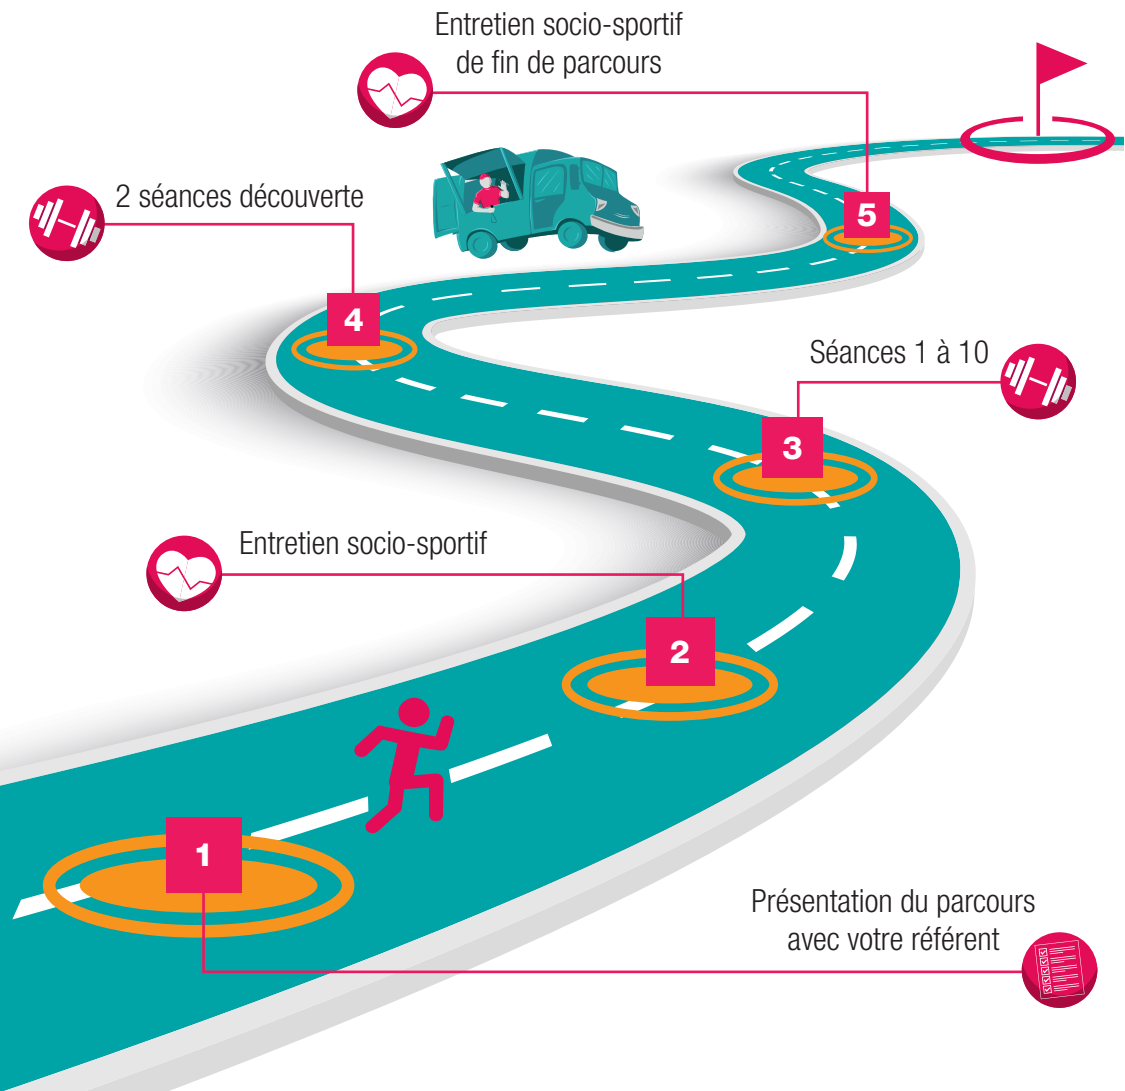 Entretien socio-sportif
de fin de parcours
2 séances découverte
5
4
Séances 1 à 10
3
Entretien socio-sportif
2
1
Présentation du parcours
avec votre référent